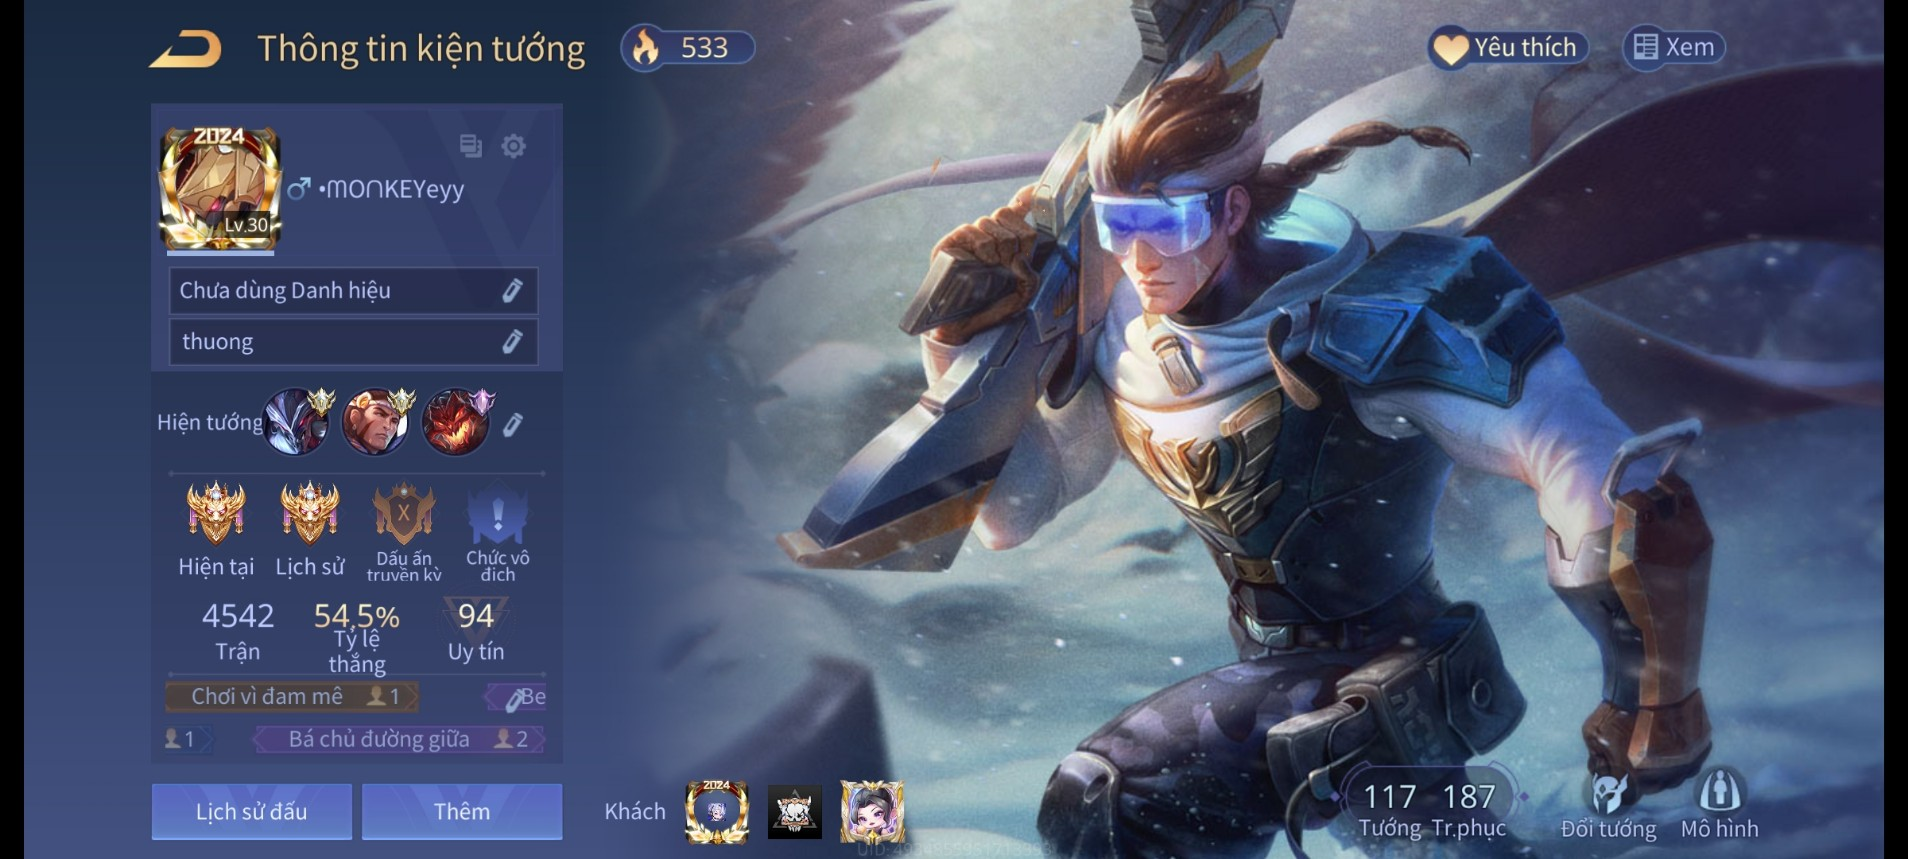 Thông tin kiện tướng
533
Yêu thích
Xem
2024
Lv.30
•MONKEYeyy
Chưa dùng Danh hiệu
thuong
Hiện tướng
X
Hiện tại
Lịch sử
Dấu ấn
truyền kỳ
Chức vô
địch
4542
54.5%
94
Trận
Tỷ lệ
thắng
Uy tín
Chơi vì đam mê
1
Be
1
Bá chủ đường giữa
2
Lịch sử đấu
Thêm
Khách
2024
117
187
Tướng
Tr.phục
Đổi tướng
Mô hình